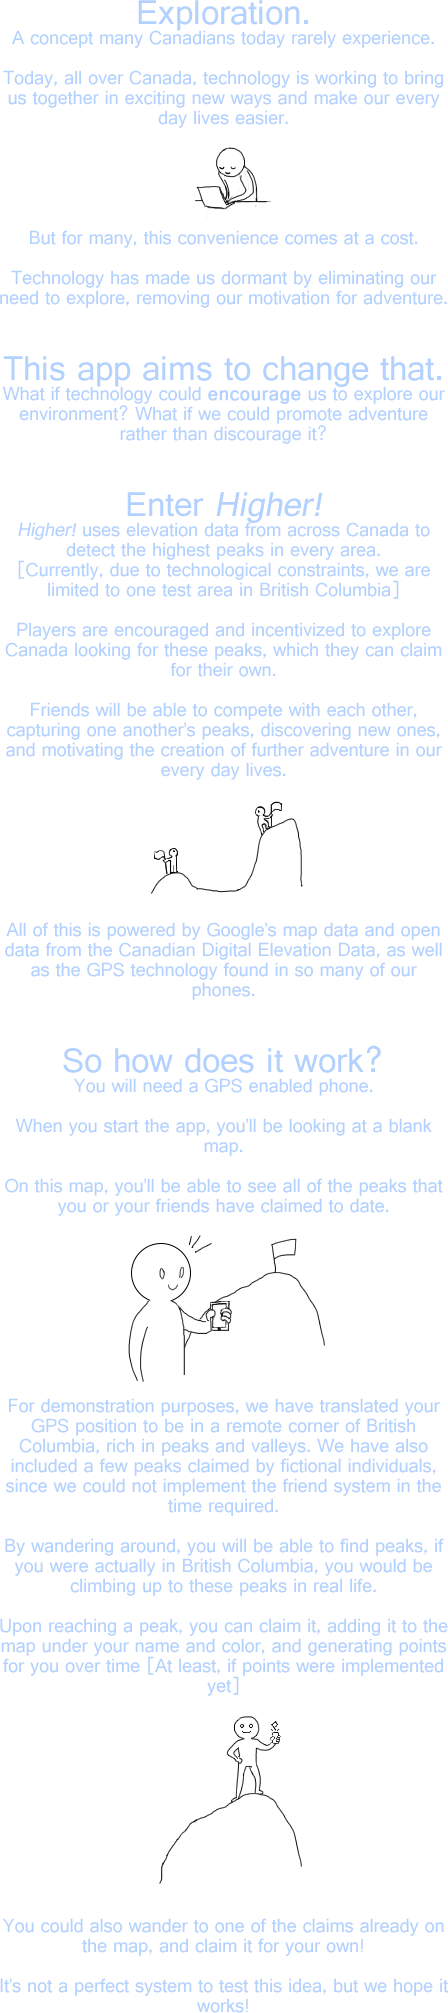 Exploration.
A concept many Canadians today rarely experience.
Today, all over Canada, technology is working to bring
us together in exciting new ways and make our every
day lives easier.
But for many, this convenience comes at a cost.
Technology has made us dormant by eliminating our
need to explore, removing our motivation for adventure.
This app aims to change that.
What if technology could encourage us to explore our
environment? What if we could promote adventure
rather than discourage it?
Enter Higher!
Higher! uses elevation data from across Canada to
detect the highest peaks in every area.
[Currently, due to technological constraints, we are
limited to one test area in British Columbia]
Players are encouraged and incentivized to explore
Canada looking for these peaks, which they can claim
for their own.
Friends will be able to compete with each other,
capturing one another's peaks, discovering new ones,
and motivating the creation of further adventure in our
every day lives.
All of this is powered by Google's map data and open
data from the Canadian Digital Elevation Data, as well
as the GPS technology found in so many of our
phones.
So how does it work?
You will need a GPS enabled phone.
When you start the app, you'll be looking at a blank
map.
On this map, you'll be able to see all of the peaks that
you or your friends have claimed to date.
For demonstration purposes, we have translated your
GPS position to be in a remote corner of British
Columbia, rich in peaks and valleys. We have also
included a few peaks claimed by fictional individuals,
since we could not implement the friend system in the
time required.
By wandering around, you will be able to find peaks, if
you were actually in British Columbia, you would be
climbing up to these peaks in real life.
Upon reaching a peak, you can claim it, adding it to the
map under your name and color, and generating points
for you over time [At least, if points were implemented
yet]
You could also wander to one of the claims already on
the map, and claim it for your own!
It's not a perfect system to test this idea, but we hope it
works!